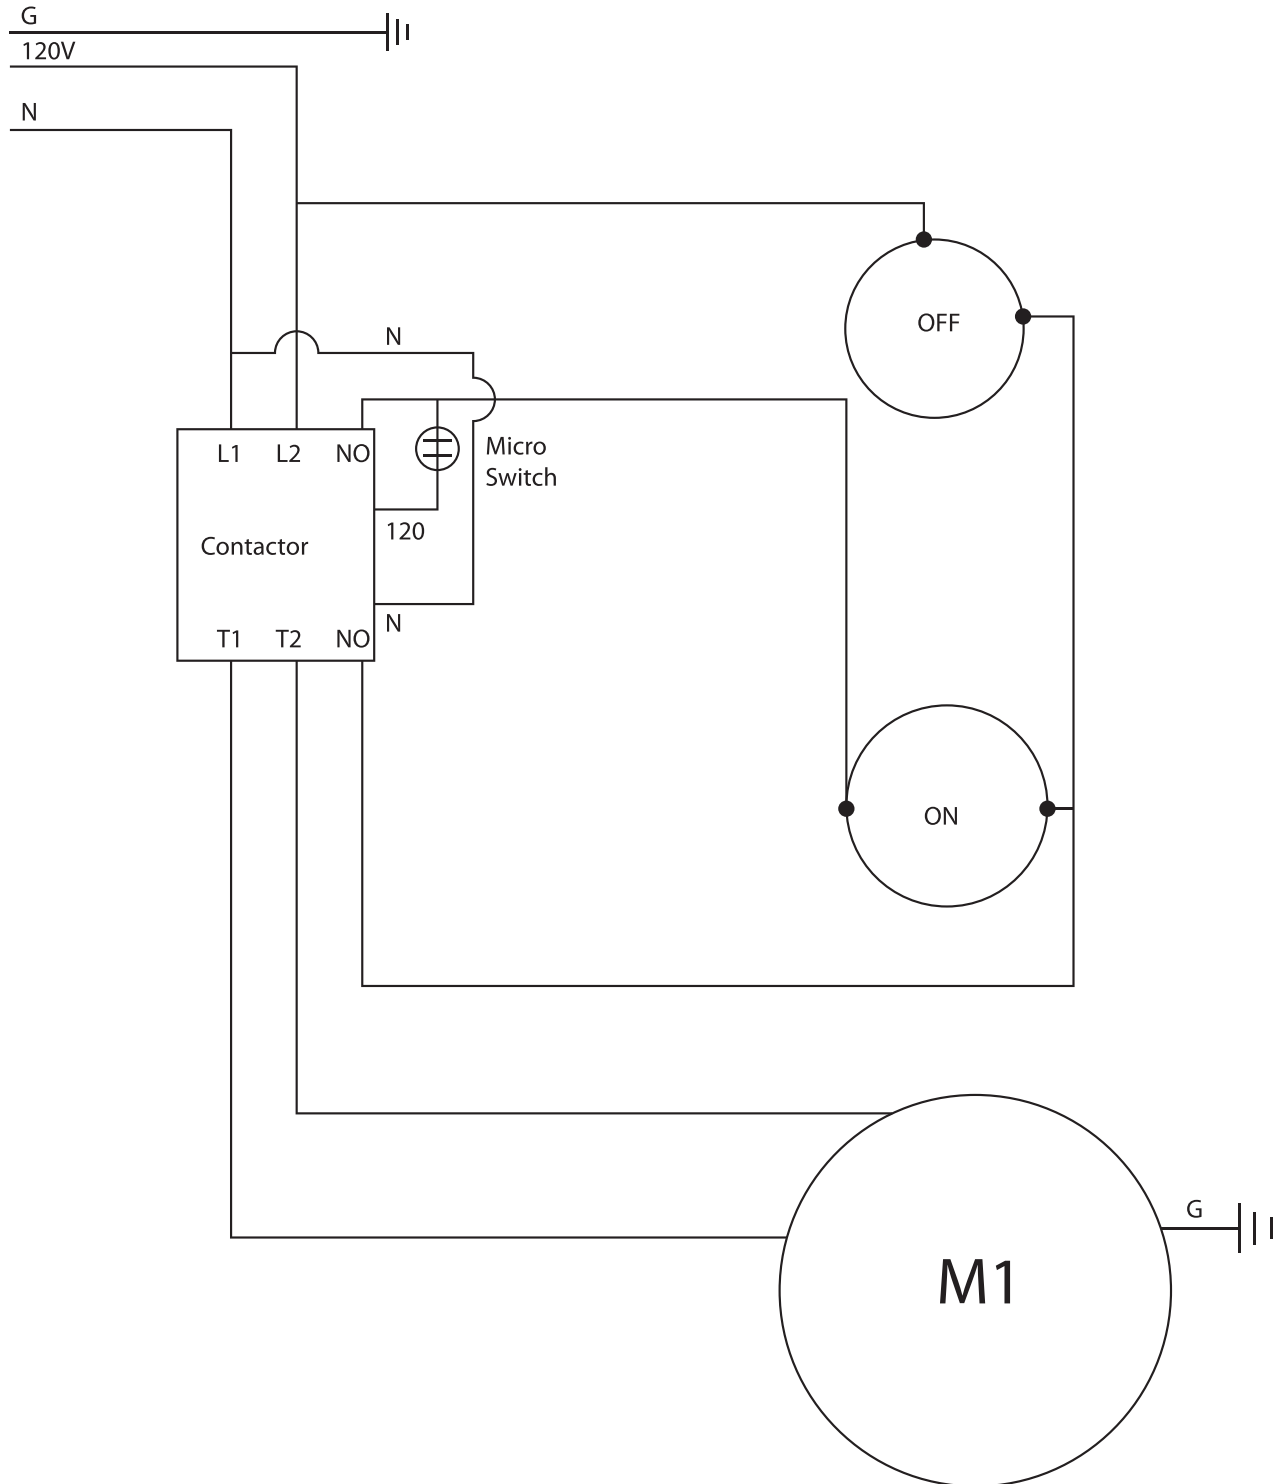 G
120V
N
OFF
N
L1 L2 NO
Micro
Switch
120
Contactor
N
T1 T2 NO
ON
G
M1